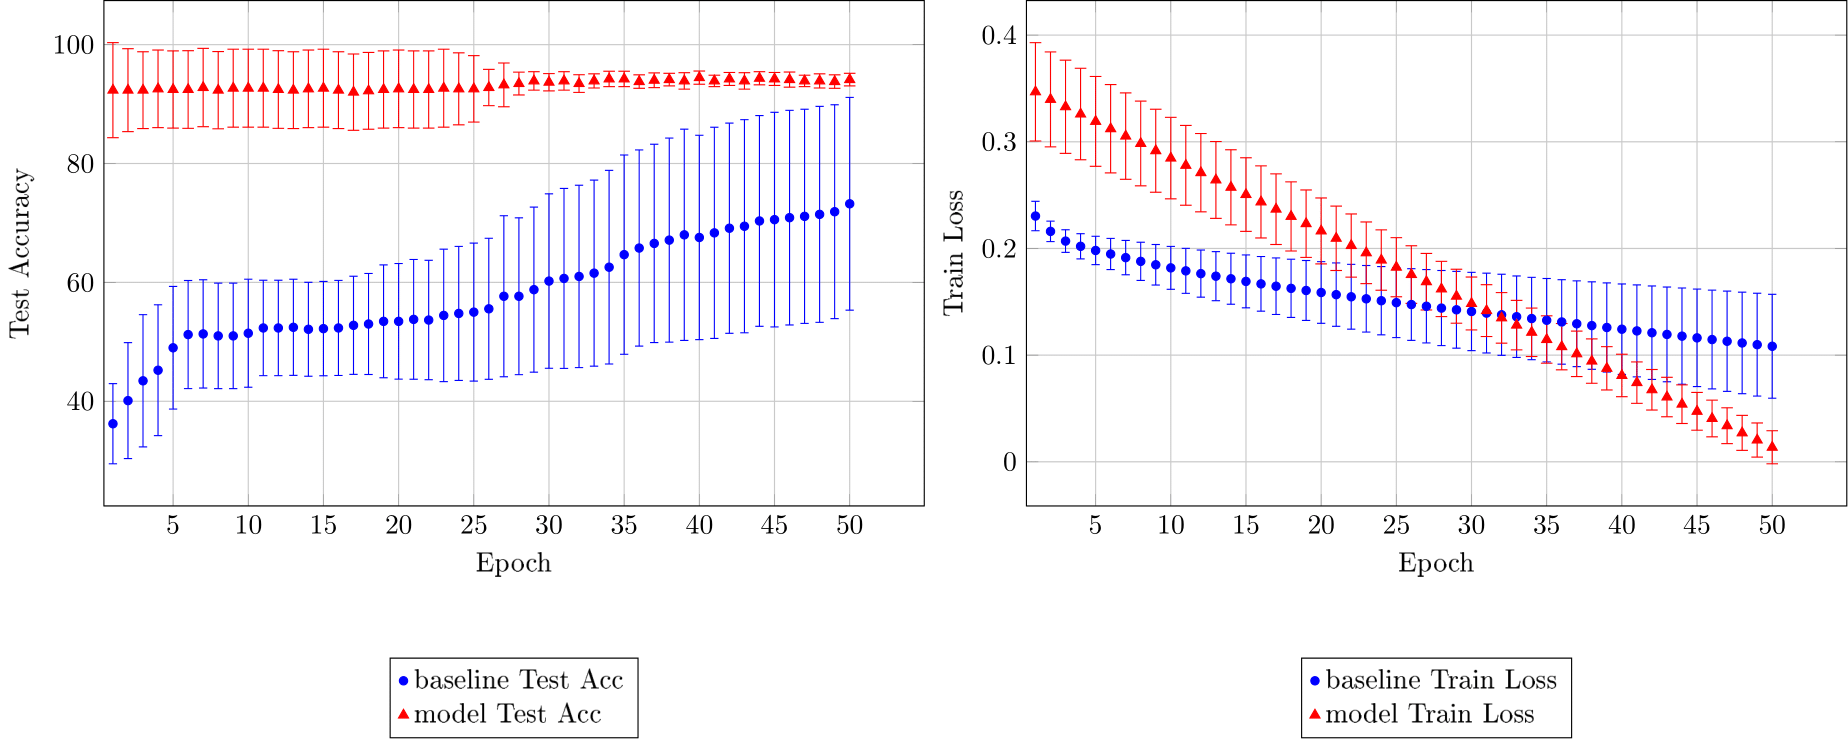 100
80
60
40
5 10 15 20 25 30 35 40 45 50
Test Accuracy
Epoch
baseline Test Acc
model Test Acc
0.4
0.3
0.2
0.1
0
5 10 15 20 25 30 35 40 45 50
Train Loss
Epoch
baseline Train Loss
model Train Loss